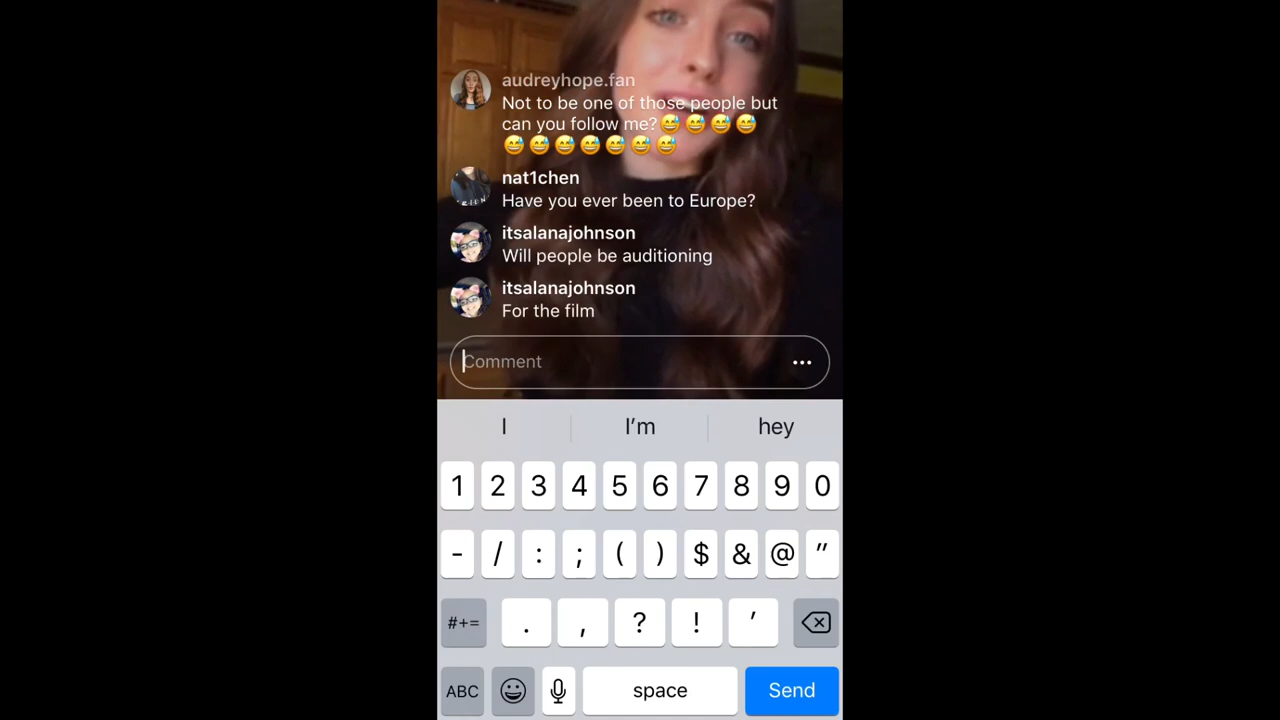 audreyhope.fan
Not to be one of those people but
can you follow me?😅😅😅😅
😅😅😅😅😅😅😅
nat1chen
Have you ever been to Europe?
itsalanajohnson
Will people be auditioning
itsalanajohnson
For the film
Comment
I I’m hey
1 2 3 4 5 6 7 8 9 0
- / : ; ( ) $ & @ ”
#+= . , ? ! ’
ABC space Send